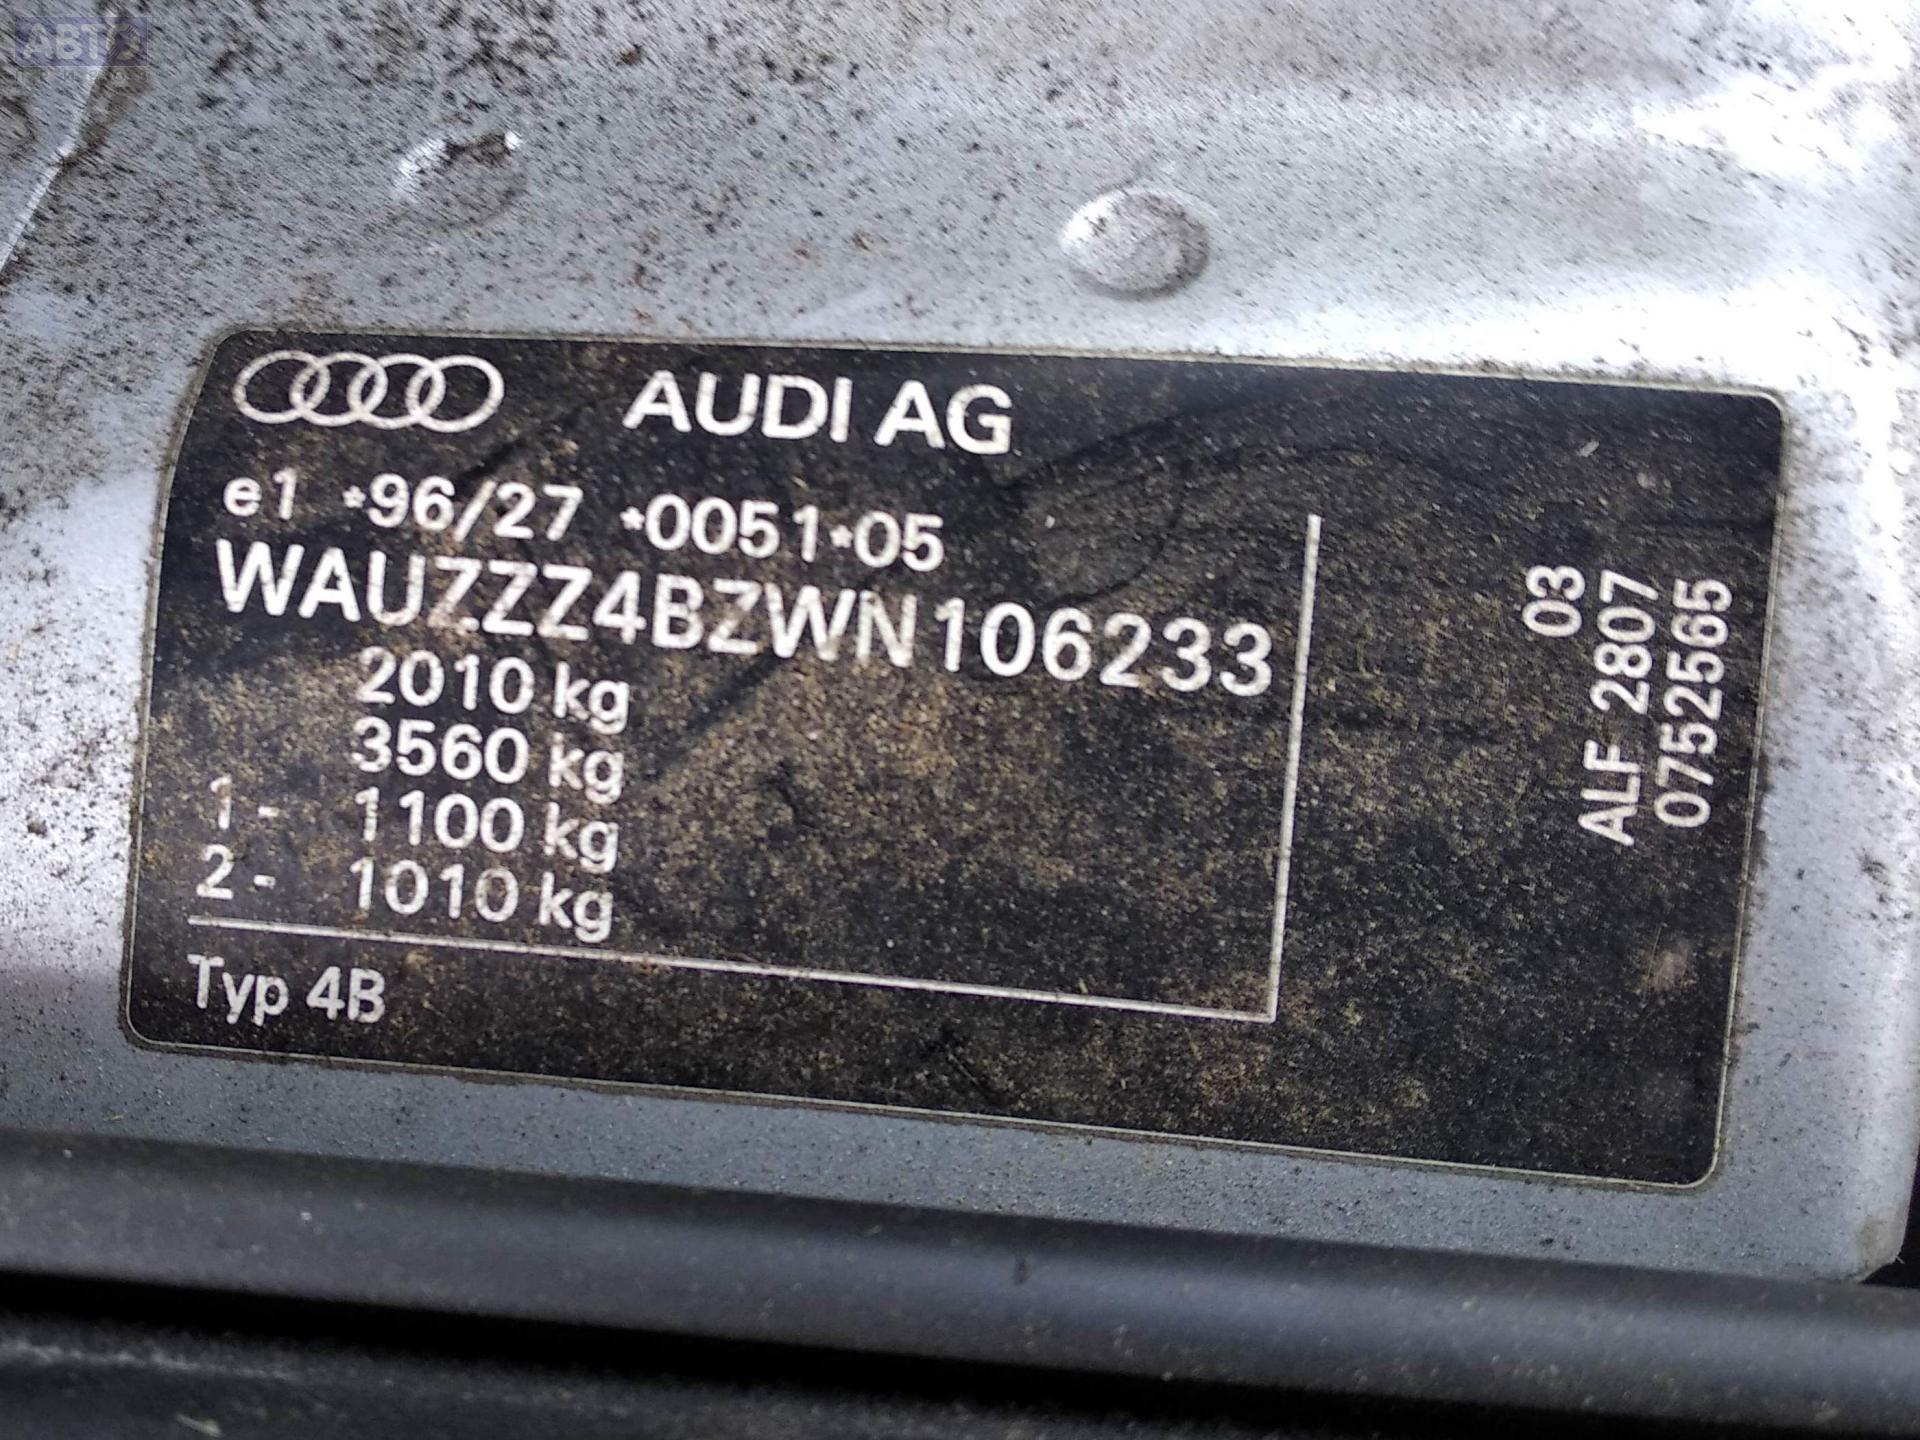 АВТО
AUDI AG
e1 *96/27 *0051*05
WAUZZZ4BZWN106233
2010 kg
3560 kg
1 - 1100 kg
2 - 1010 kg
Typ 4B
03
ALF 2807
0752565